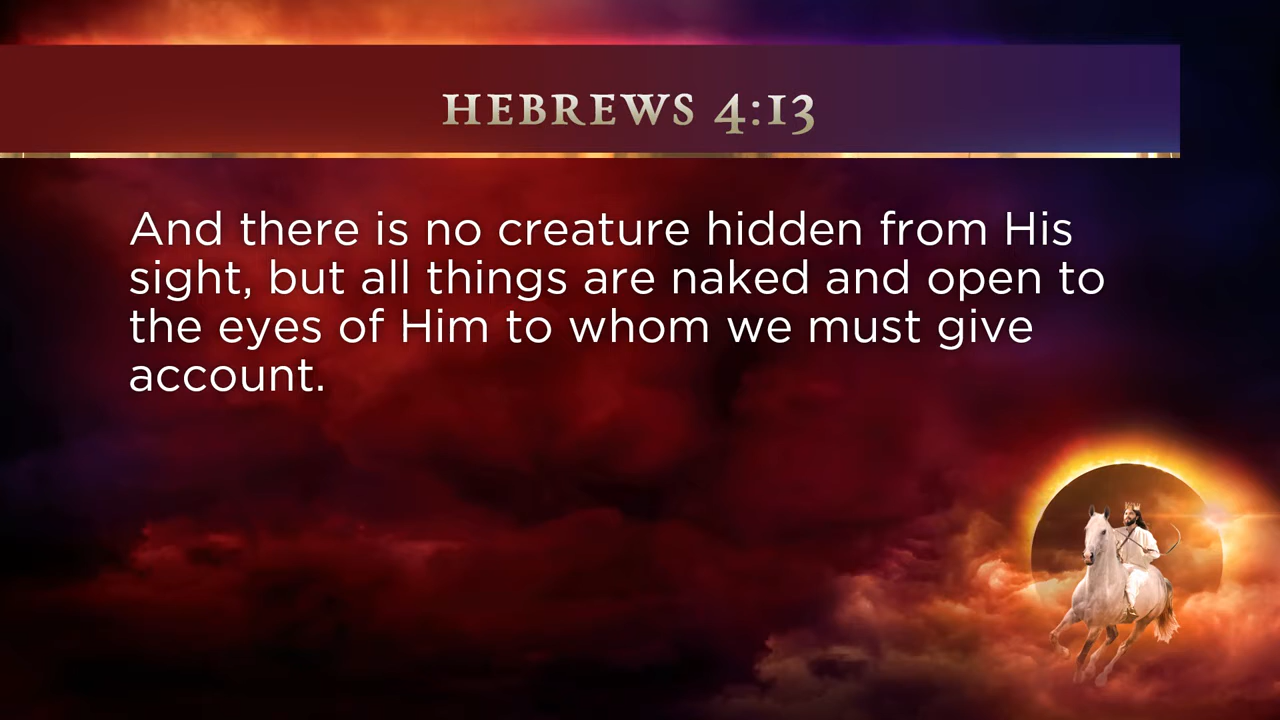 HEBREWS 4:13
And there is no creature hidden from His
sight, but all things are naked and open to
the eyes of Him to whom we must give
account.